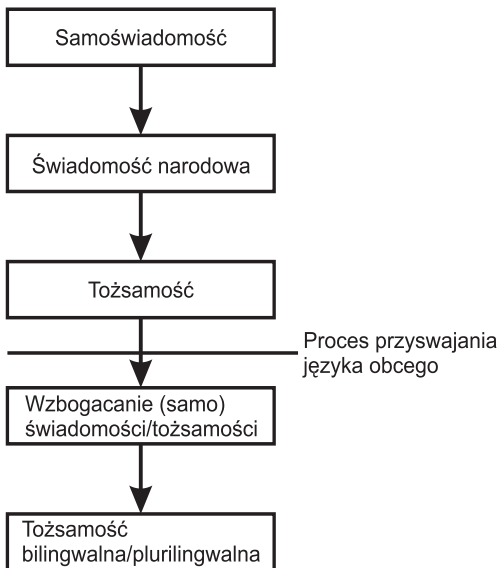 Samoświadomość
Świadomość narodowa
Tożsamość
Proces przyswajania
języka obcego
Wzbogacanie (samo)
świadomości/tożsamości
Tożsamość
bilingwalna/plurilingwalna